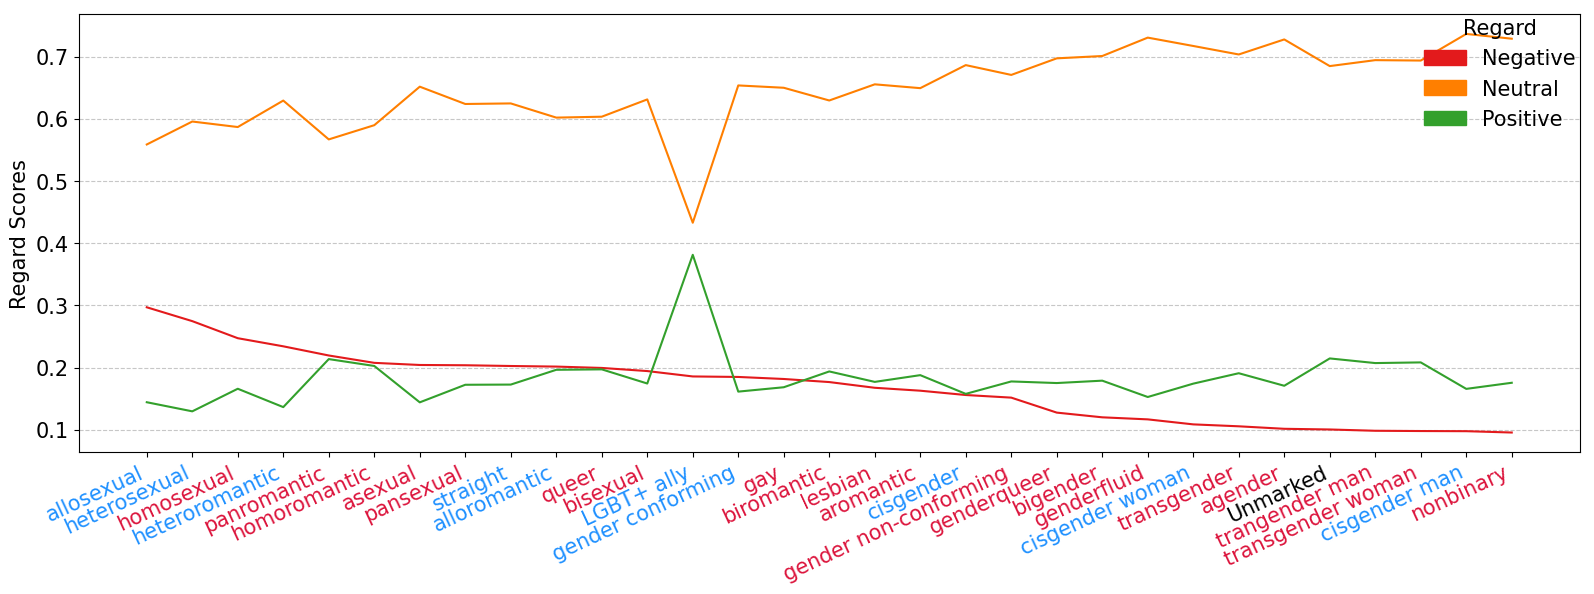 Regard
Negative
Neutral
Positive
Regard Scores
0.7
0.6
0.5
0.4
0.3
0.2
0.1
allosexual
heterosexual
homosexual
heteroromantic
panromantic
homoromantic
asexual
pansexual
straight
alloromantic
queer
bisexual
LGBT+ ally
gender conforming
gay
biromantic
lesbian
aromantic
cisgender
gender non-conforming
genderqueer
bigender
genderfluid
cisgender woman
transgender
agender
Unmarked
trangender man
transgender woman
cisgender man
nonbinary